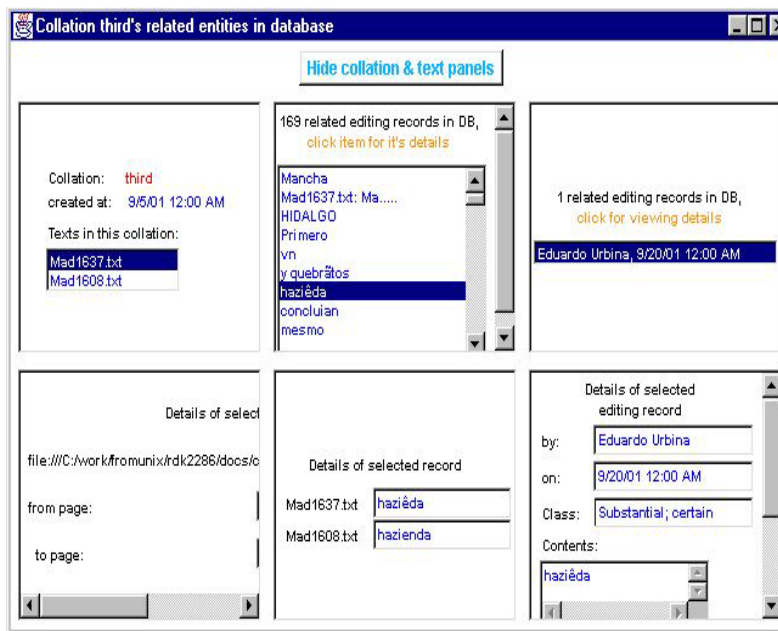 Collation third's related entities in database
Hide collation & text panels
Collation: third
created at: 9/5/01 12:00 AM
Texts in this collation:
Mad1637.txt
Mad1608.txt
169 related editing records in DB,
click item for it's details
Mancha
Mad1637.txt: Ma.....
HIDALGO
Primero
vn
y quebrãtos
haziêda
concluian
mesmo
1 related editing records in DB,
click for viewing details
Eduardo Urbina, 9/20/01 12:00 AM
Details of select
file:///C:/work/fromunix/rdk2286/docs/c
from page:
to page:
Details of selected record
Mad1637.txt haziêda
Mad1608.txt hazienda
Details of selected
editing record
by: Eduardo Urbina
on: 9/20/01 12:00 AM
Class: Substantial; certain
Contents:
haziêda